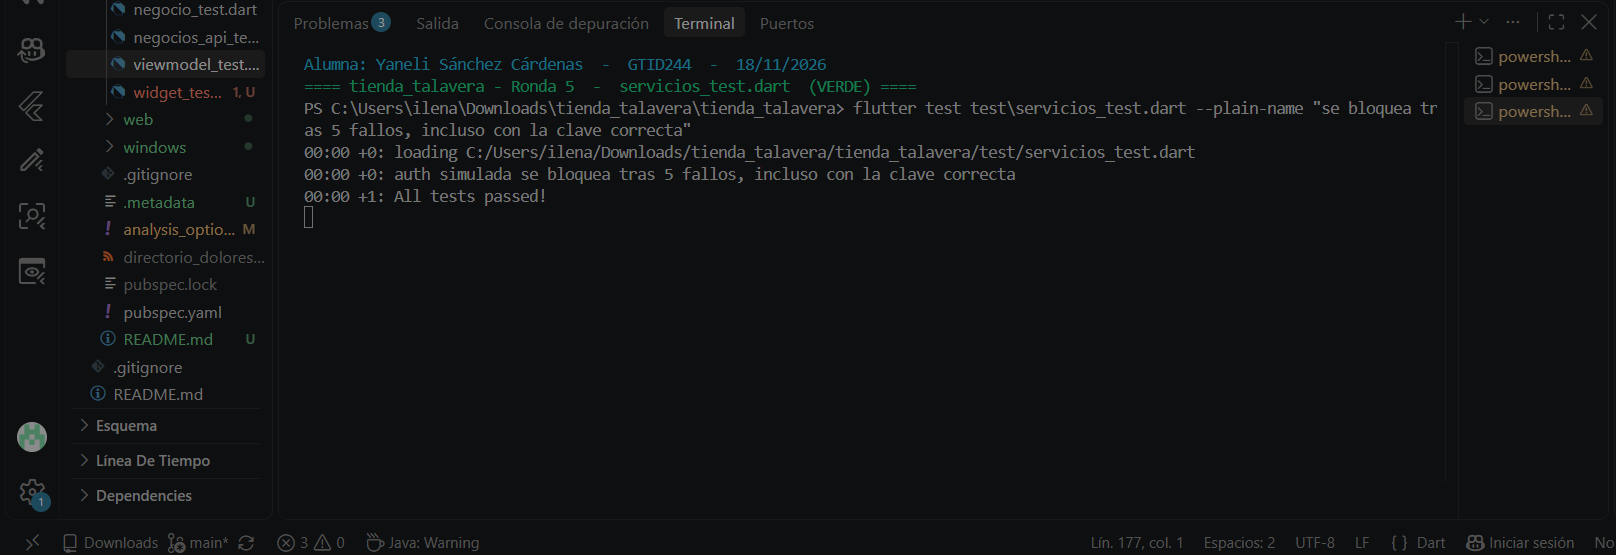 negocio_test.dart
negocios_api_te...
viewmodel_test....
widget_tes... 1, U
web
windows
.gitignore
.metadata U
analysis_optio... M
directorio_dolores...
pubspec.lock
pubspec.yaml
README.md U
.gitignore
README.md
Esquema
Línea De Tiempo
Dependencies
1
Problemas 3 Salida Consola de depuración Terminal Puertos
Alumna: Yaneli Sánchez Cárdenas - GTID244 - 18/11/2026
==== tienda_talavera - Ronda 5 - servicios_test.dart (VERDE) ====
PS C:\Users\ilena\Downloads\tienda_talavera\tienda_talavera> flutter test test\servicios_test.dart --plain-name "se bloquea tr
as 5 fallos, incluso con la clave correcta"
00:00 +0: loading C:/Users/ilena/Downloads/tienda_talavera/tienda_talavera/test/servicios_test.dart
00:00 +0: auth simulada se bloquea tras 5 fallos, incluso con la clave correcta
00:00 +1: All tests passed!
powersh...
powersh...
powersh...
Downloads main* 3 0 Java: Warning Lín. 177, col. 1 Espacios: 2 UTF-8 LF { } Dart Iniciar sesión No